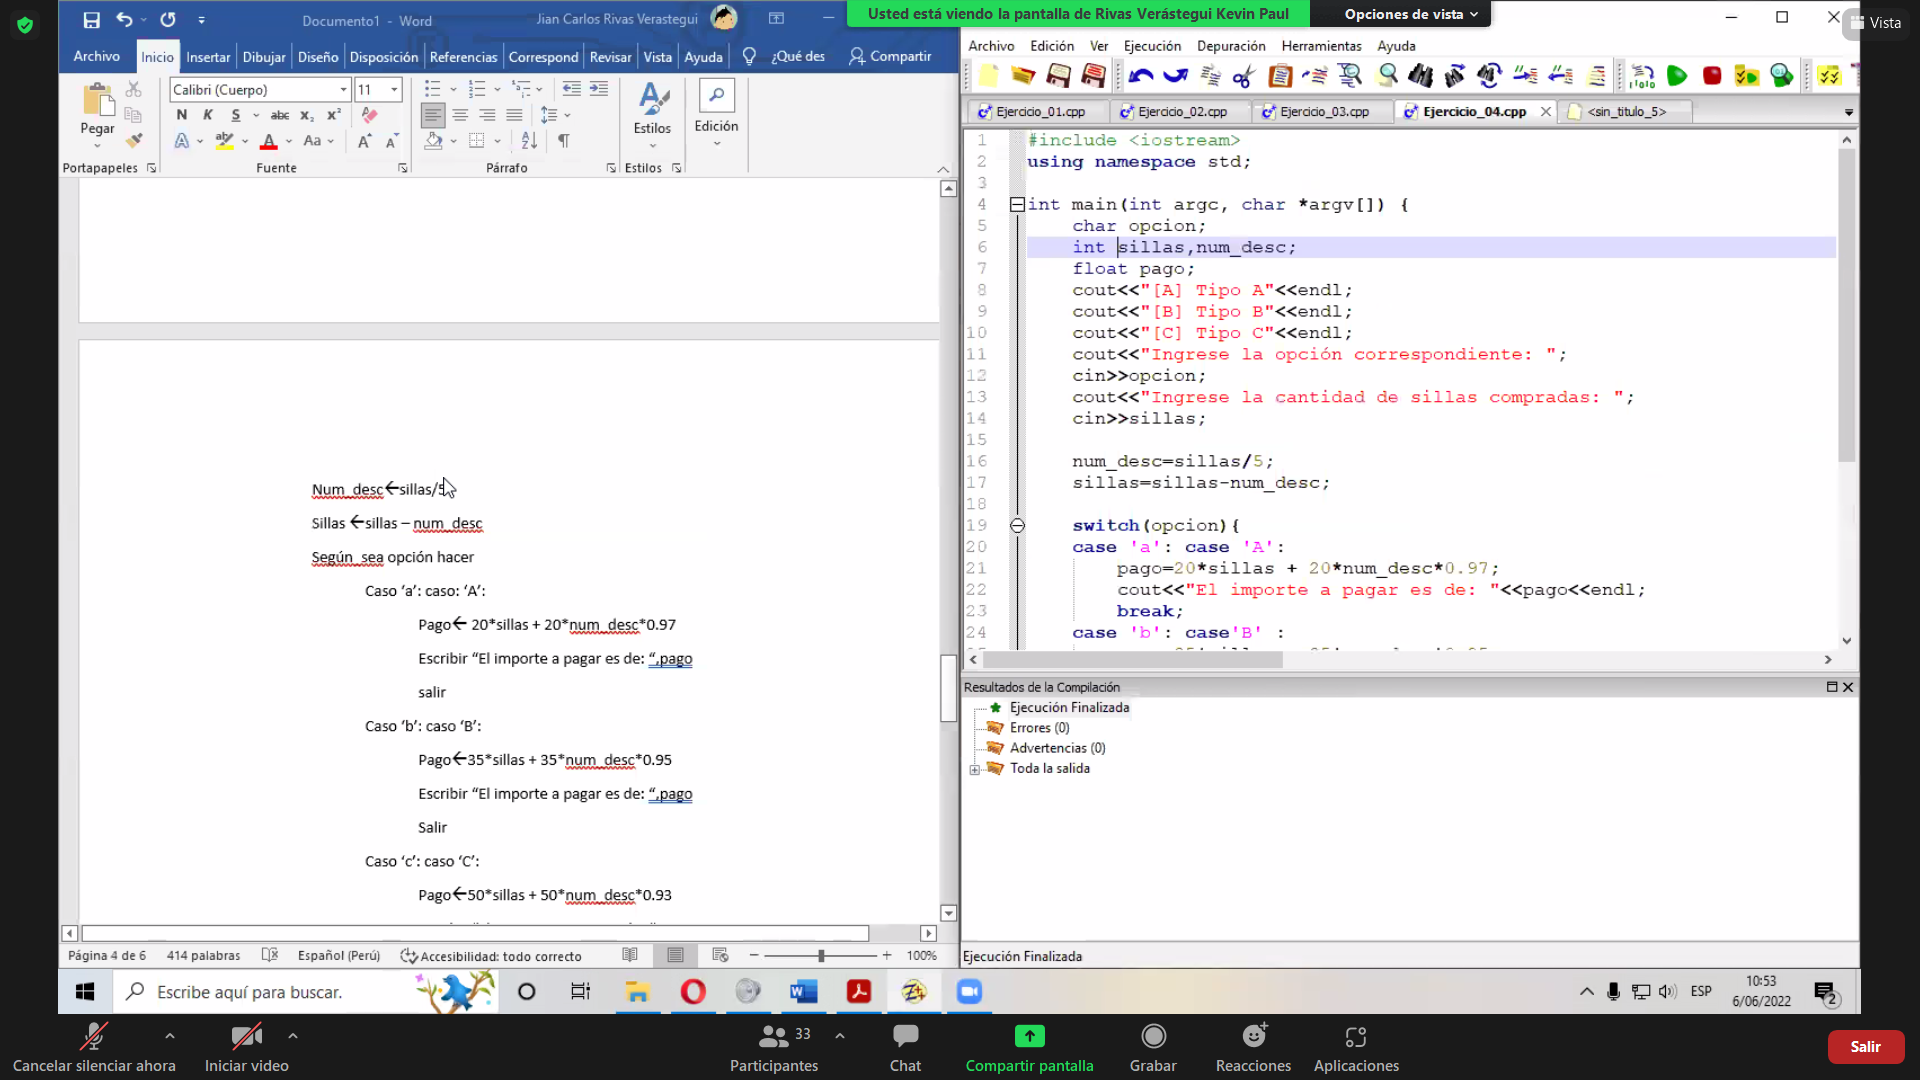 Documento1 - Word
Jian Carlos Rivas Verastegui
Usted está viendo la pantalla de Rivas Verástegui Kevin Paul
Opciones de vista
Vista
Archivo Inicio Insertar Dibujar Diseño Disposición Referencias Correspond Revisar Vista Ayuda ¿Qué des Compartir
Pegar
Calibri (Cuerpo) 11
N K S abc x₂ x²
A A Aa A A
Estilos
Edición
Portapapeles Fuente Párrafo Estilos
Num_desc←sillas/5
Sillas ←sillas – num_desc
Según_sea opción hacer
Caso ‘a’: caso: ‘A’:
Pago← 20*sillas + 20*num_desc*0.97
Escribir “El importe a pagar es de: “,pago
salir
Caso ‘b’: caso ‘B’:
Pago←35*sillas + 35*num_desc*0.95
Escribir “El importe a pagar es de: “,pago
Salir
Caso ‘c’: caso ‘C’:
Pago←50*sillas + 50*num_desc*0.93
Página 4 de 6 414 palabras Español (Perú) Accesibilidad: todo correcto 100%
Archivo Edición Ver Ejecución Depuración Herramientas Ayuda
Ejercicio_01.cpp Ejercicio_02.cpp Ejercicio_03.cpp Ejercicio_04.cpp <sin_titulo_5>
1 #include <iostream>
2 using namespace std;
3
4 int main(int argc, char *argv[]) {
5 char opcion;
6 int sillas,num_desc;
7 float pago;
8 cout<<"[A] Tipo A"<<endl;
9 cout<<"[B] Tipo B"<<endl;
10 cout<<"[C] Tipo C"<<endl;
11 cout<<"Ingrese la opción correspondiente: ";
12 cin>>opcion;
13 cout<<"Ingrese la cantidad de sillas compradas: ";
14 cin>>sillas;
15
16 num_desc=sillas/5;
17 sillas=sillas-num_desc;
18
19 switch(opcion){
20 case 'a': case 'A':
21 pago=20*sillas + 20*num_desc*0.97;
22 cout<<"El importe a pagar es de: "<<pago<<endl;
23 break;
24 case 'b': case'B' :
Resultados de la Compilación
Ejecución Finalizada
Errores (0)
Advertencias (0)
Toda la salida
Ejecución Finalizada
Escribe aquí para buscar.
ESP
10:53
6/06/2022
2
Cancelar silenciar ahora
Iniciar video
33
Participantes
Chat
Compartir pantalla
Grabar
Reacciones
Aplicaciones
Salir